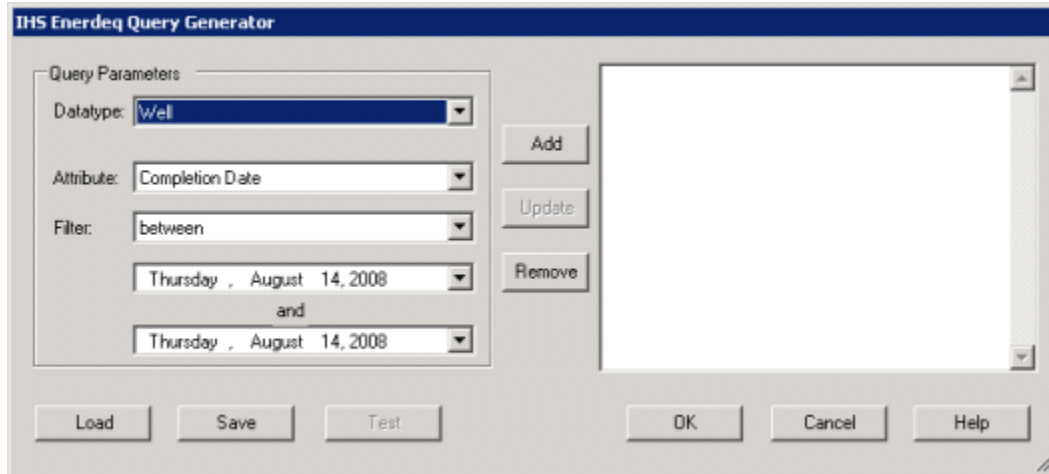 IHS Enerdeq Query Generator
Query Parameters
Datatype: Well
Attribute: Completion Date
Filter: between
Thursday , August 14, 2008
and
Thursday , August 14, 2008
Add
Update
Remove
Load Save Test OK Cancel Help